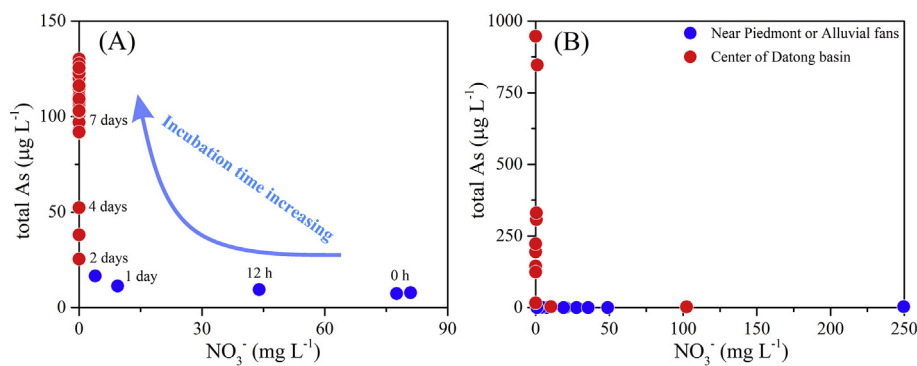 (A)
150
100
50
0
total As (µg L⁻¹)
7 days
4 days
2 days
1 day
12 h
0 h
Incubation time increasing
0 30 60 90
NO₃⁻ (mg L⁻¹)
(B)
Near Piedmont or Alluvial fans
Center of Datong basin
1000
750
500
250
0
total As (µg L⁻¹)
0 50 100 150 200 250
NO₃⁻ (mg L⁻¹)